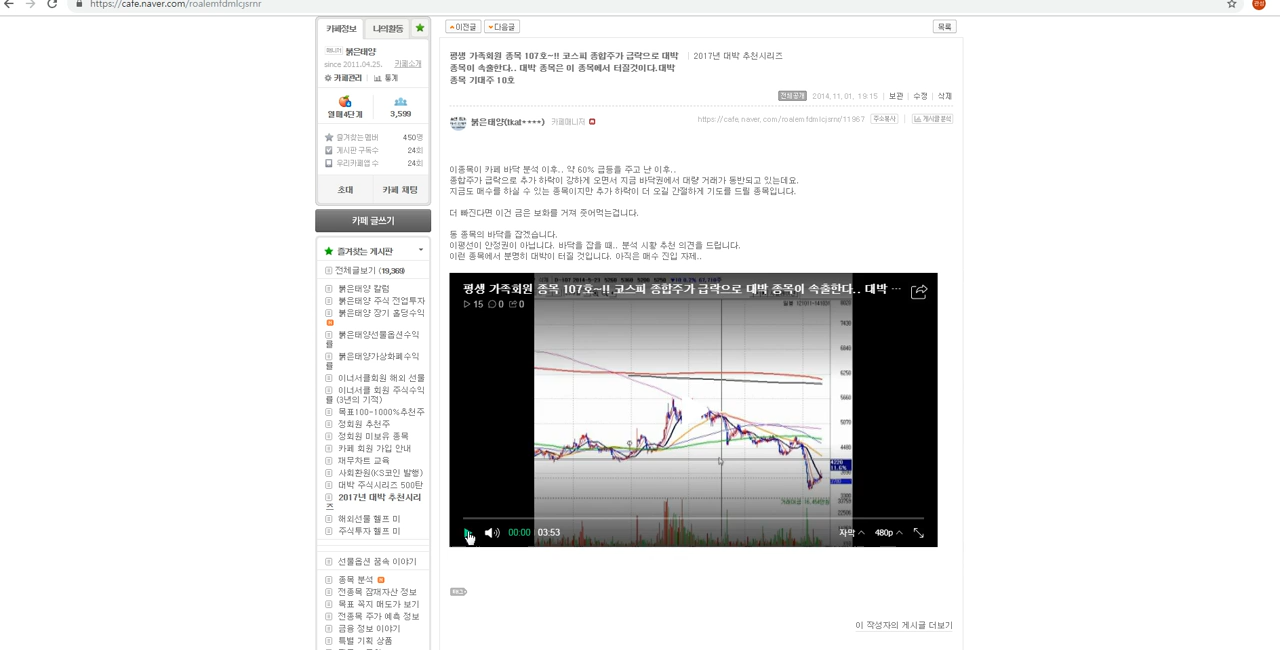 https://cafe.naver.com/roalemfdmlcjsrnr
카페정보
나의활동
매니저 붉은태양
since 2011.04.25.
카페소개
카페관리
통계
열매4단계
3,599
즐겨찾는멤버
450명
게시판 구독수
24회
우리카페앱 수
24회
초대
카페 채팅
카페 글쓰기
즐겨찾는 게시판
전체글보기 (19,369)
붉은태양 칼럼
붉은태양 주식 전업투자
붉은태양 장기 홀딩수익
붉은태양선물옵션수익
률
붉은태양가상화폐수익
률
이너서클회원 해외 선물
이너서클 회원 주식수익
률 (3년의 기적)
목표100-1000%추천주
정회원 추천주
정회원 미보유 종목
카페 회원 가입 안내
재무차트 교육
사회환원(KS코인 발행)
대박 주식시리즈 500탄
2017년 대박 추천시리
즈
해외선물 헬프 미
주식투자 헬프 미
선물옵션 꿈속 이야기
종목 분석
전종목 잠재자산 정보
목표 꼭지 매도가 보기
전종목 주가 예측 정보
금융 정보 이야기
특별 기획 상품
이전글
다음글
목록
평생 가족회원 종목 107호~!! 코스피 종합주가 급락으로 대박
종목이 속출한다.. 대박 종목은 이 종목에서 터질것이다.대박
종목 기대주 10호
2017년 대박 추천시리즈
전체공개
2014.11.01. 19:15
보관
수정
삭제
붉은태양(tkat****)
카페매니저
https://cafe.naver.com/roalemfdmlcjsrnr/11967
주소복사
게시글분석
이종목이 카페 바닥 분석 이후.. 약 60% 급등을 주고 난 이후..
종합주가 급락으로 추가 하락이 강하게 오면서 지금 바닥권에서 대량 거래가 동반되고 있는데요.
지금도 매수를 하실 수 있는 종목이지만 추가 하락이 더 오길 간절하게 기도를 드릴 종목입니다.
더 빠진다면 이건 금은 보화를 거져 줏어먹는겁니다.
동 종목의 바닥을 잡겠습니다.
이평선이 안정권이 아닙니다. 바닥을 잡을 때.. 분석 시황 추천 의견을 드립니다.
이런 종목에서 분명히 대박이 터질 것입니다. 아직은 매수 진입 자제..
평생 가족회원 종목 107호~!! 코스피 종합주가 급락으로 대박 종목이 속출한다.. 대박 …
15
0
0
7430
6840
6250
5660
5075
4480
4220
11.6%
3300
22509
00:00
03:53
자막
480p
태그
이 작성자의 게시글 더보기